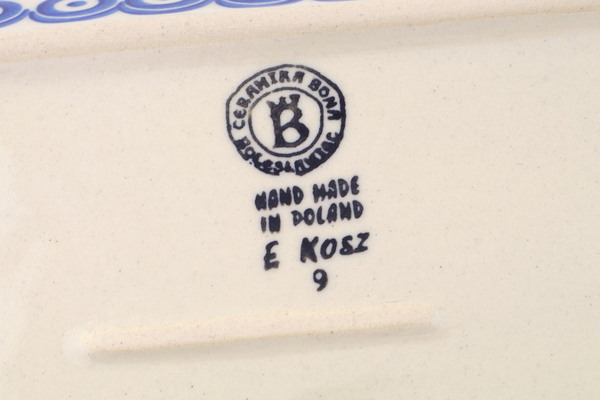 CERAMIKA BONA
BOLESŁAWIEC
B
HAND MADE
IN POLAND
E KOSZ
9